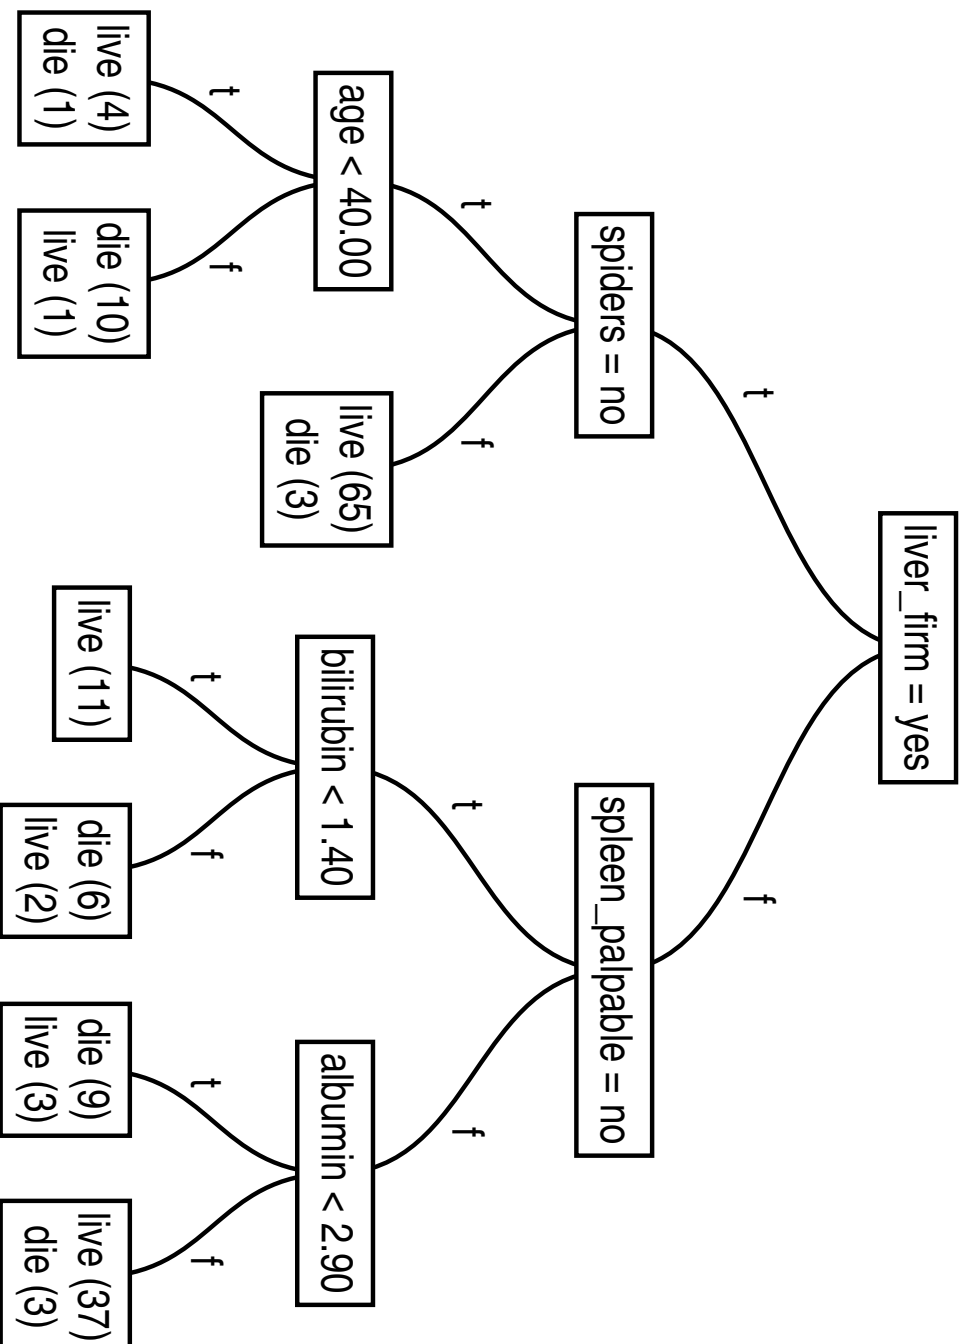 liver_firm = yes
t
f
spiders = no
spleen_palpable = no
t
f
t
f
age < 40.00
live (65)
die (3)
bilirubin < 1.40
albumin < 2.90
t
f
t
f
t
f
live (4)
die (1)
die (10)
live (1)
live (11)
die (6)
live (2)
die (9)
live (3)
live (37)
die (3)